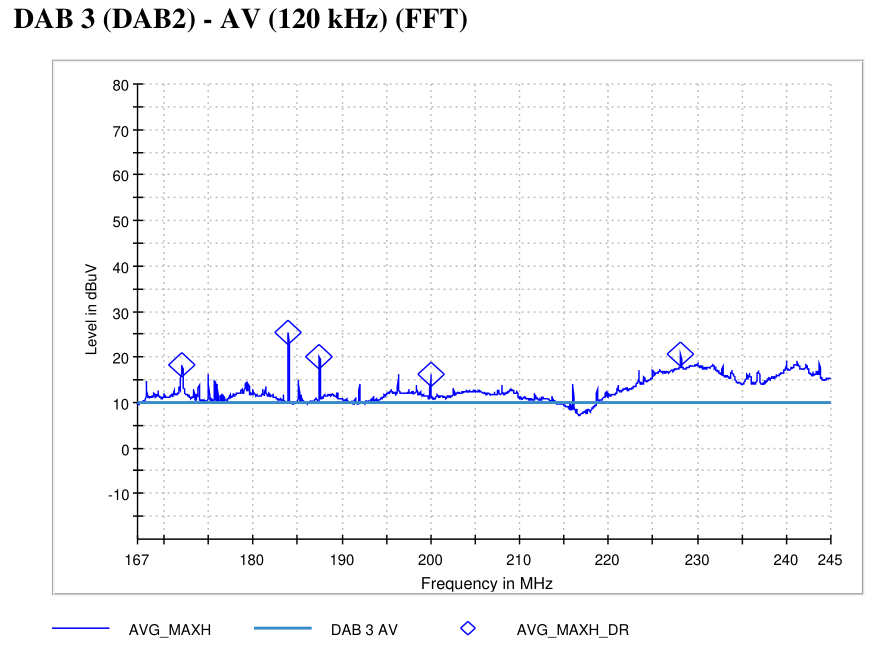 DAB 3 (DAB2) - AV (120 kHz) (FFT)
80
70
60
50
40
30
20
10
0
-10
Level in dBuV
167 180 190 200 210 220 230 240 245
Frequency in MHz
AVG_MAXH DAB 3 AV AVG_MAXH_DR